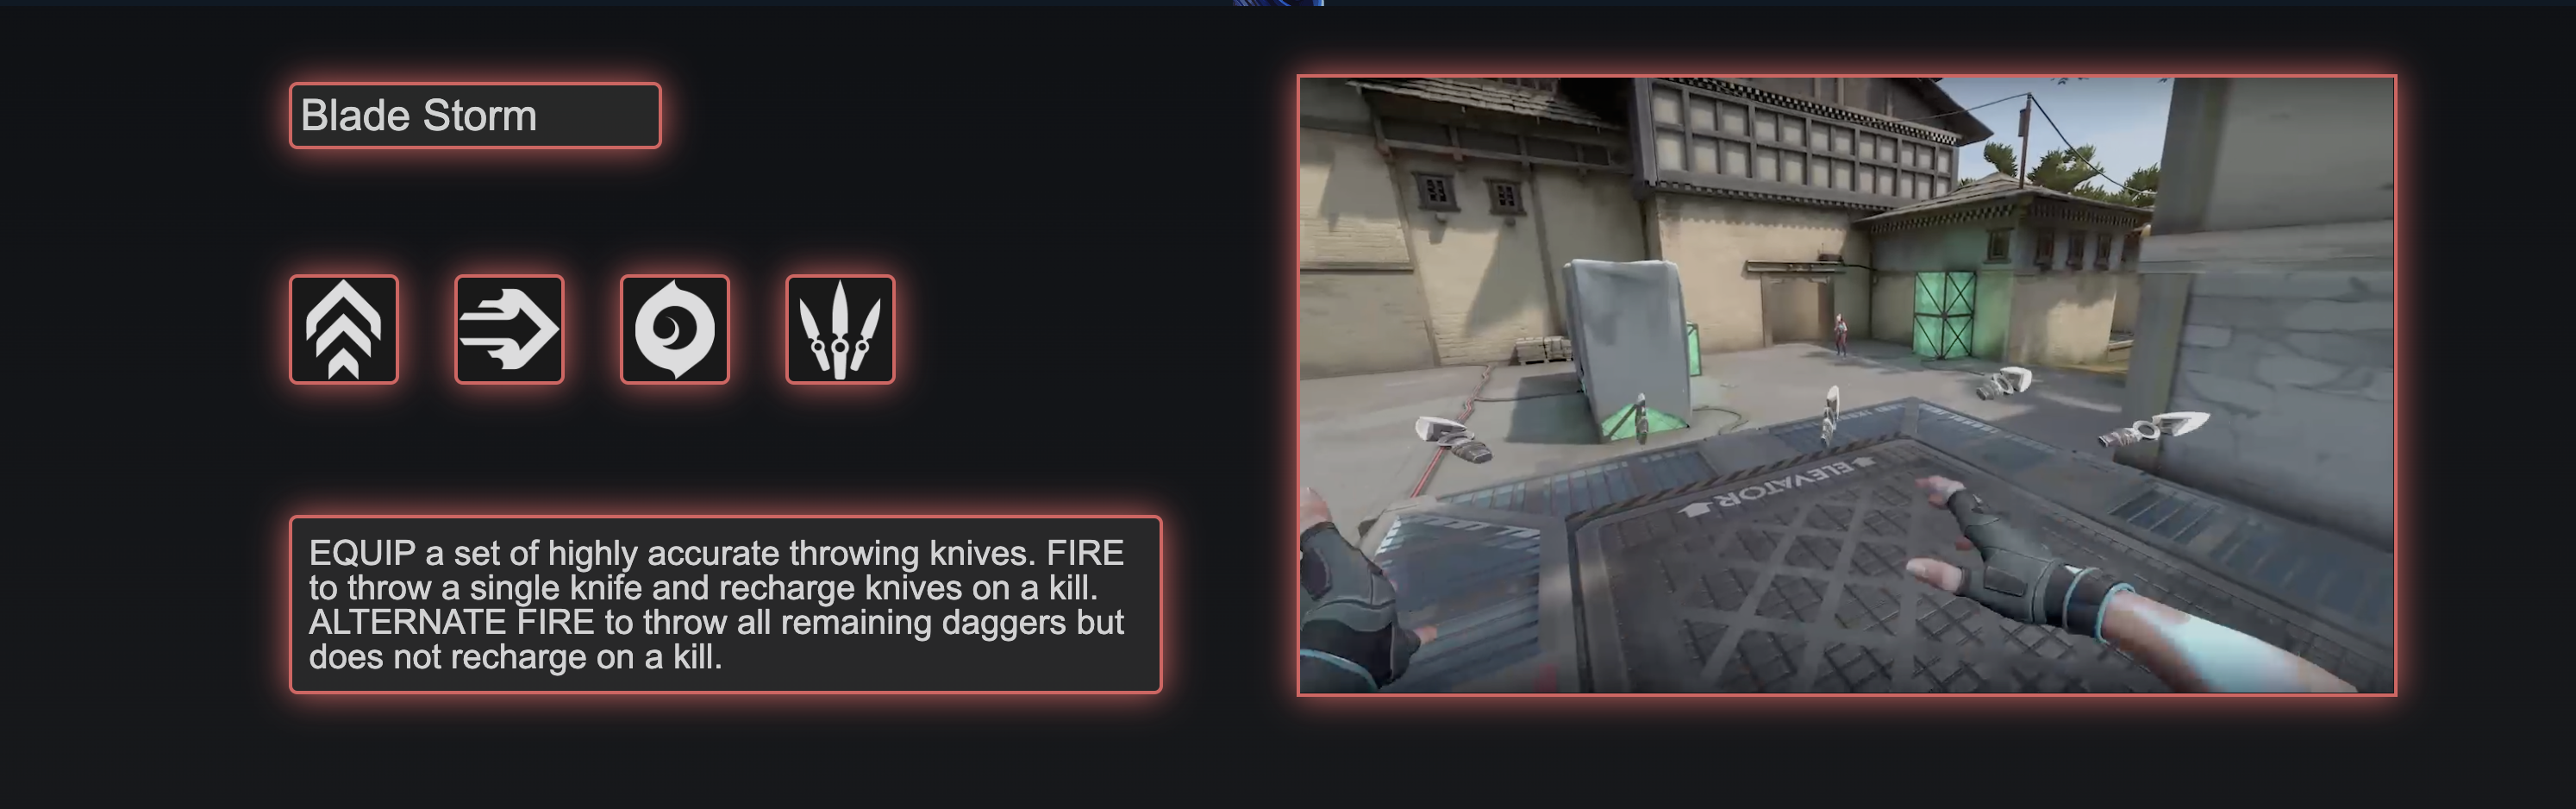 Blade Storm
EQUIP a set of highly accurate throwing knives. FIRE
to throw a single knife and recharge knives on a kill.
ALTERNATE FIRE to throw all remaining daggers but
does not recharge on a kill.
ELEVATOR